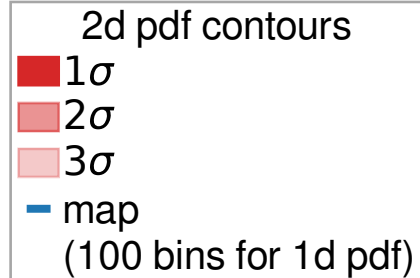 2d pdf contours
1σ
2σ
3σ
map
(100 bins for 1d pdf)